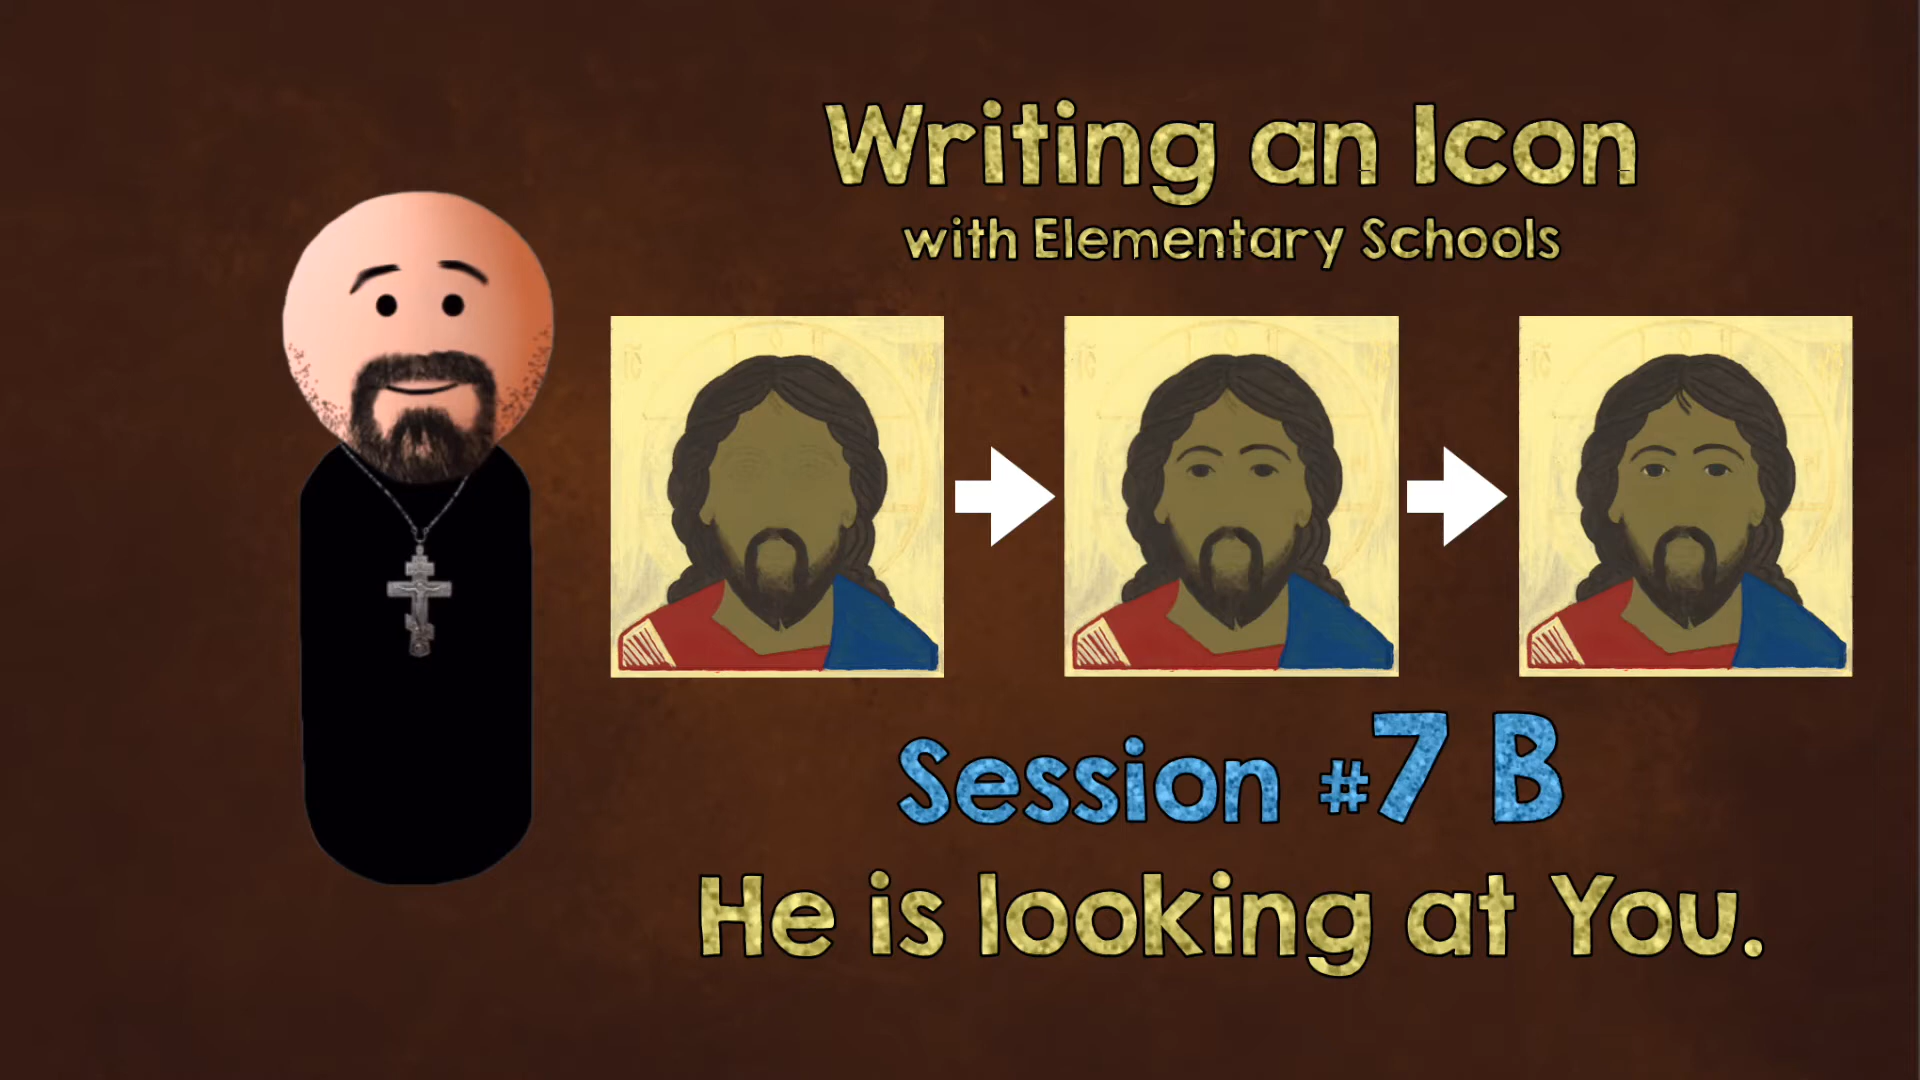 Writing an Icon
with Elementary Schools
Session #7 B
He is looking at You.